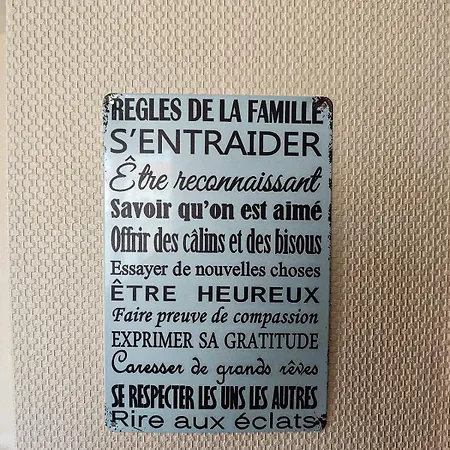 REGLES DE LA FAMILLE
S'ENTRAIDER
Être reconnaissant
Savoir qu'on est aimé
Offrir des câlins et des bisous
Essayer de nouvelles choses
ÊTRE HEUREUX
Faire preuve de compassion
EXPRIMER SA GRATITUDE
Caresser de grands rêves
SE RESPECTER LES UNS LES AUTRES
Rire aux éclats